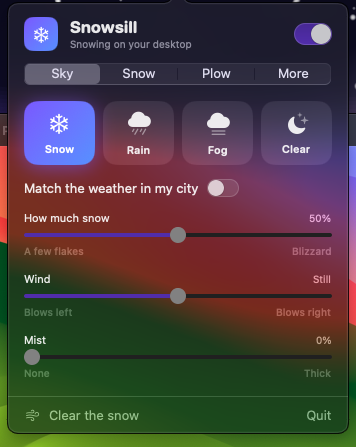 Snowsill
Snowing on your desktop
Sky Snow Plow More
Snow Rain Fog Clear
Match the weather in my city
How much snow 50%
A few flakes Blizzard
Wind Still
Blows left Blows right
Mist 0%
None Thick
Clear the snow Quit